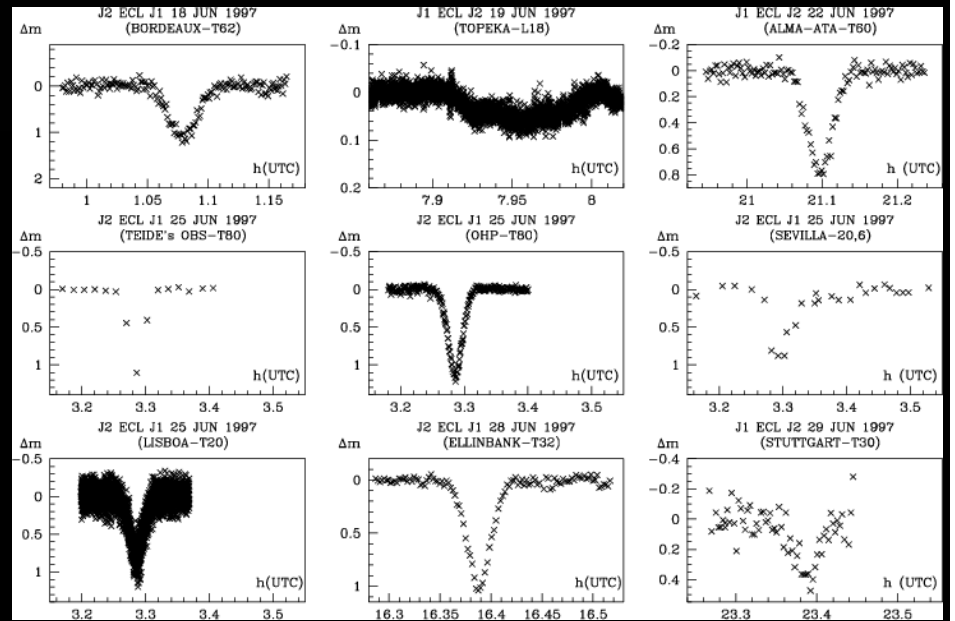 J2 ECL J1 18 JUN 1997
(BORDEAUX-T62)
Δm
0
1
2
h(UTC)
1 1.05 1.1 1.15
J1 ECL J2 19 JUN 1997
(TOPEKA-L18)
Δm
-0.1
0
0.1
0.2
h(UTC)
7.9 7.95 8
J1 ECL J2 22 JUN 1997
(ALMA-ATA-T60)
Δm
-0.2
0
0.2
0.4
0.6
0.8
h (UTC)
21 21.1 21.2
J2 ECL J1 25 JUN 1997
(TEIDE's OBS-T80)
Δm
-0.5
0
0.5
1
h(UTC)
3.2 3.3 3.4 3.5
J2 ECL J1 25 JUN 1997
(OHP-T80)
Δm
-0.5
0
0.5
1
h(UTC)
3.2 3.3 3.4 3.5
J2 ECL J1 25 JUN 1997
(SEVILLA-20,6)
Δm
-0.5
0
0.5
1
h(UTC)
3.2 3.3 3.4 3.5
J2 ECL J1 25 JUN 1997
(LISBOA-T20)
Δm
-0.5
0
0.5
1
h(UTC)
3.2 3.3 3.4 3.5
J2 ECL J1 28 JUN 1997
(ELLINBANK-T32)
Δm
0
0.5
1
h(UTC)
16.3 16.35 16.4 16.45 16.5
J1 ECL J2 29 JUN 1997
(STUTTGART-T30)
Δm
-0.4
-0.2
0
0.2
0.4
h (UTC)
23.3 23.4 23.5